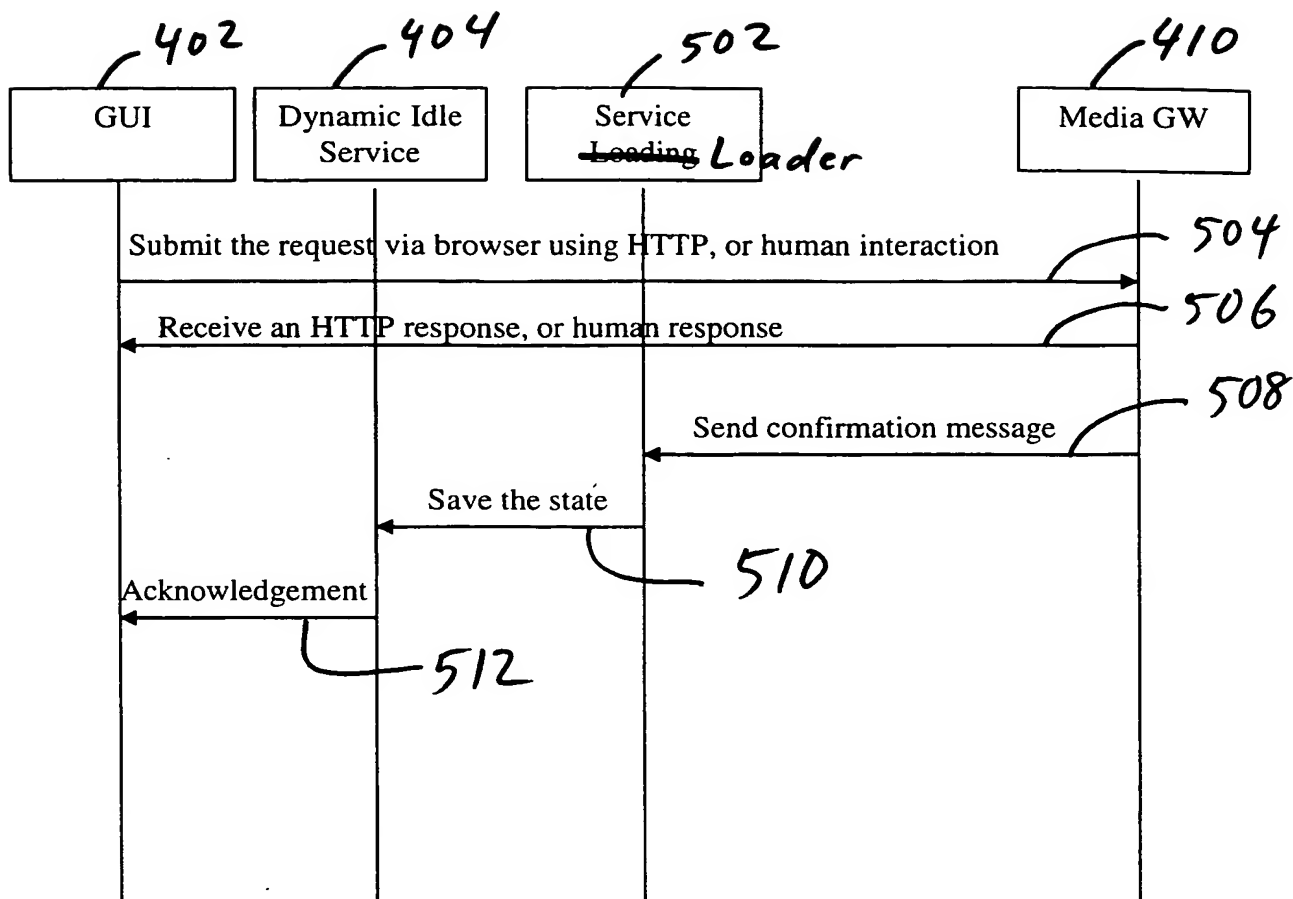 402
404
502
410
GUI
Dynamic Idle
Service
Service
Loading Loader
Media GW
Submit the request via browser using HTTP, or human interaction
504
Receive an HTTP response, or human response
506
508
Send confirmation message
Save the state
510
Acknowledgement
512